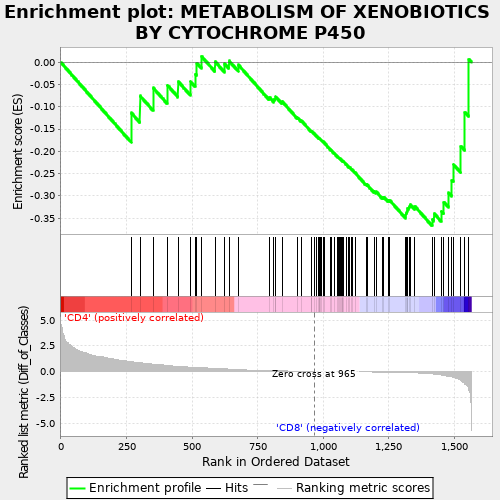 Enrichment plot: METABOLISM OF XENOBIOTICS
BY CYTOCHROME P450
Enrichment score (ES)
0.00
-0.05
-0.10
-0.15
-0.20
-0.25
-0.30
-0.35
'CD4' (positively correlated)
Ranked list metric (Diff_of_Classes)
5.0
2.5
0.0
-2.5
-5.0
Zero cross at 965
'CD8' (negatively correlated)
0
250
500
750
1,000
1,250
1,500
Rank in Ordered Dataset
Enrichment profile
Hits
Ranking metric scores